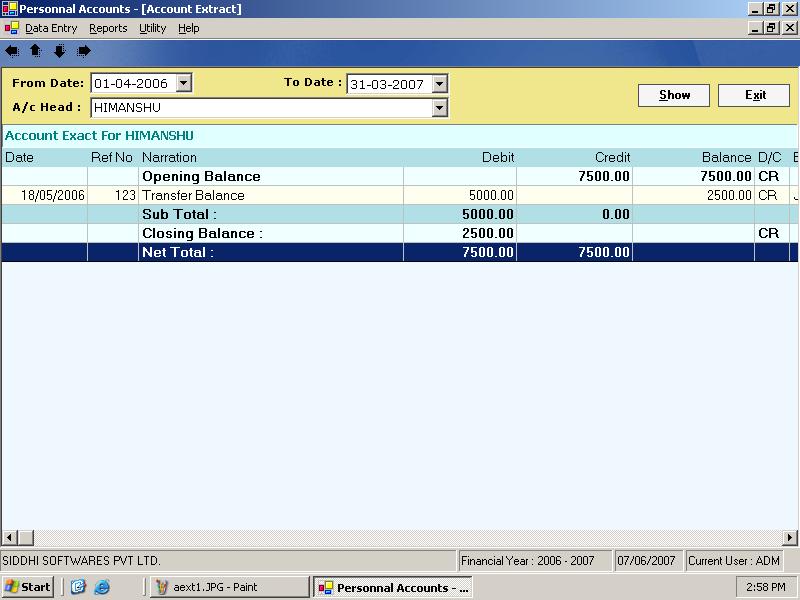 Personnal Accounts - [Account Extract]
Data Entry Reports Utility Help
From Date: 01-04-2006 To Date : 31-03-2007
A/c Head : HIMANSHU
Show Exit
Account Exact For HIMANSHU
Date Ref No Narration Debit Credit Balance D/C
Opening Balance 7500.00 7500.00 CR
18/05/2006 123 Transfer Balance 5000.00 2500.00 CR
Sub Total : 5000.00 0.00
Closing Balance : 2500.00 CR
Net Total : 7500.00 7500.00
SIDDHI SOFTWARES PVT LTD. Financial Year : 2006 - 2007 07/06/2007 Current User : ADM
Start aext1.JPG - Paint Personnal Accounts - ... 2:58 PM